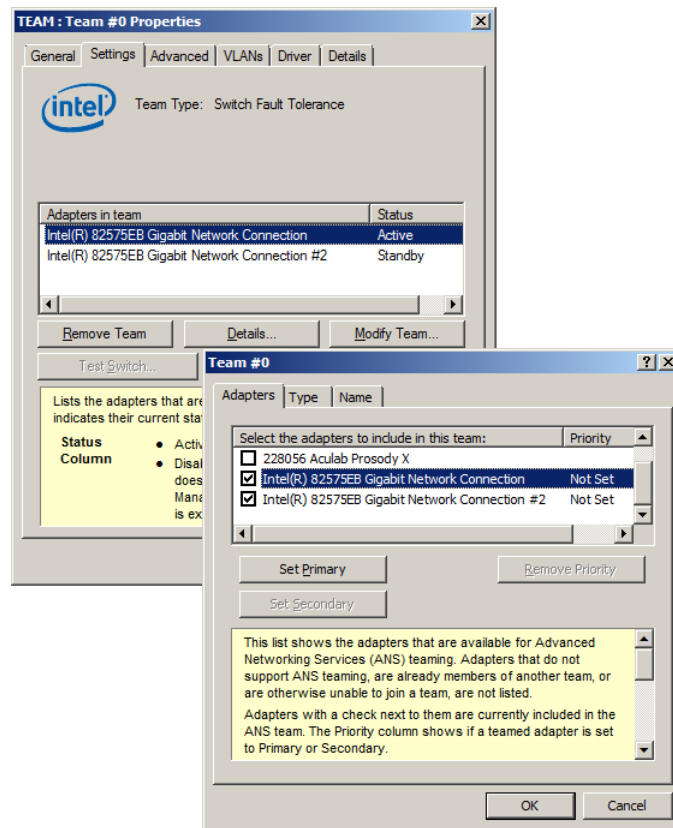 TEAM : Team #0 Properties
General Settings Advanced VLANs Driver Details
intel
Team Type: Switch Fault Tolerance
Adapters in team Status
Intel(R) 82575EB Gigabit Network Connection Active
Intel(R) 82575EB Gigabit Network Connection #2 Standby
Remove Team Details... Modify Team...
Test Switch...
Lists the adapters that are
indicates their current
Status
Column
Disal
does
Mana
is ex
Team #0
Adapters Type Name
Select the adapters to include in this team: Priority
228056 Aculab Prosody X
Intel(R) 82575EB Gigabit Network Connection Not Set
Intel(R) 82575EB Gigabit Network Connection #2 Not Set
Set Primary Remove Priority
Set Secondary
This list shows the adapters that are available for Advanced
Networking Services (ANS) teaming. Adapters that do not
support ANS teaming, are already members of another team, or
are otherwise unable to join a team, are not listed.
Adapters with a check next to them are currently included in the
ANS team. The Priority column shows if a teamed adapter is set
to Primary or Secondary.
OK Cancel